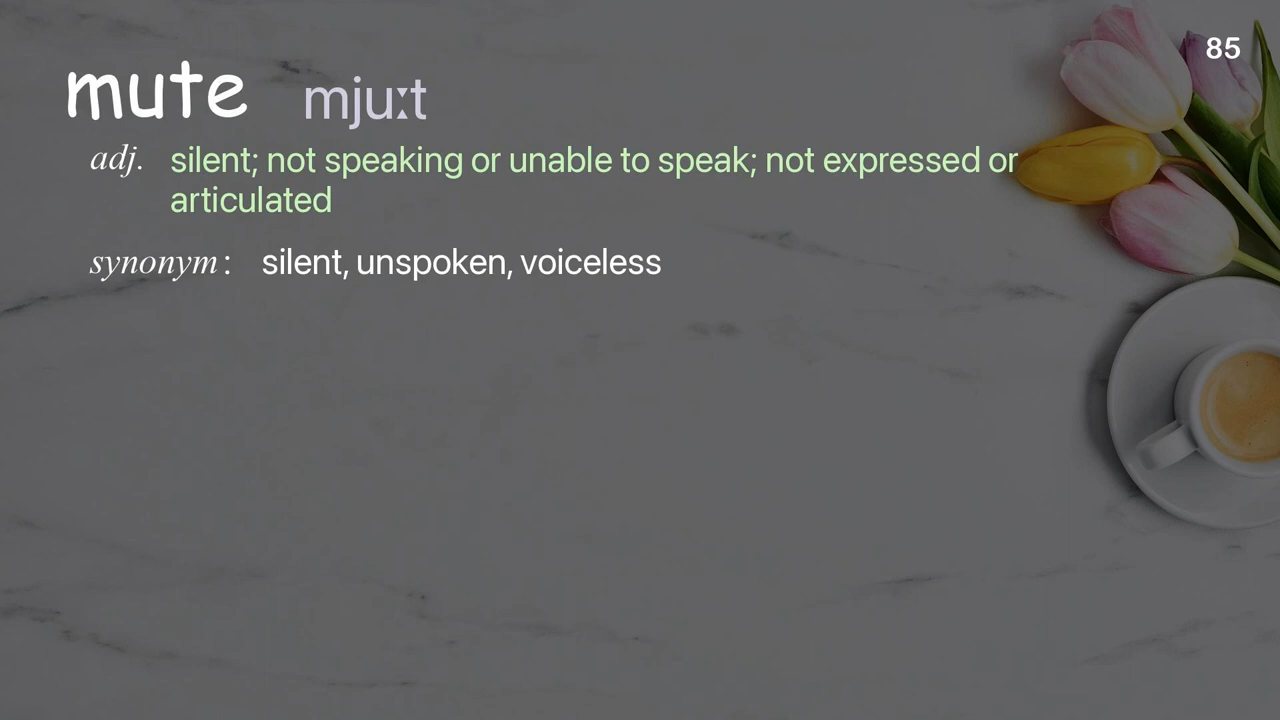 85
mute mjuːt
adj. silent; not speaking or unable to speak; not expressed or
articulated
synonym : silent, unspoken, voiceless